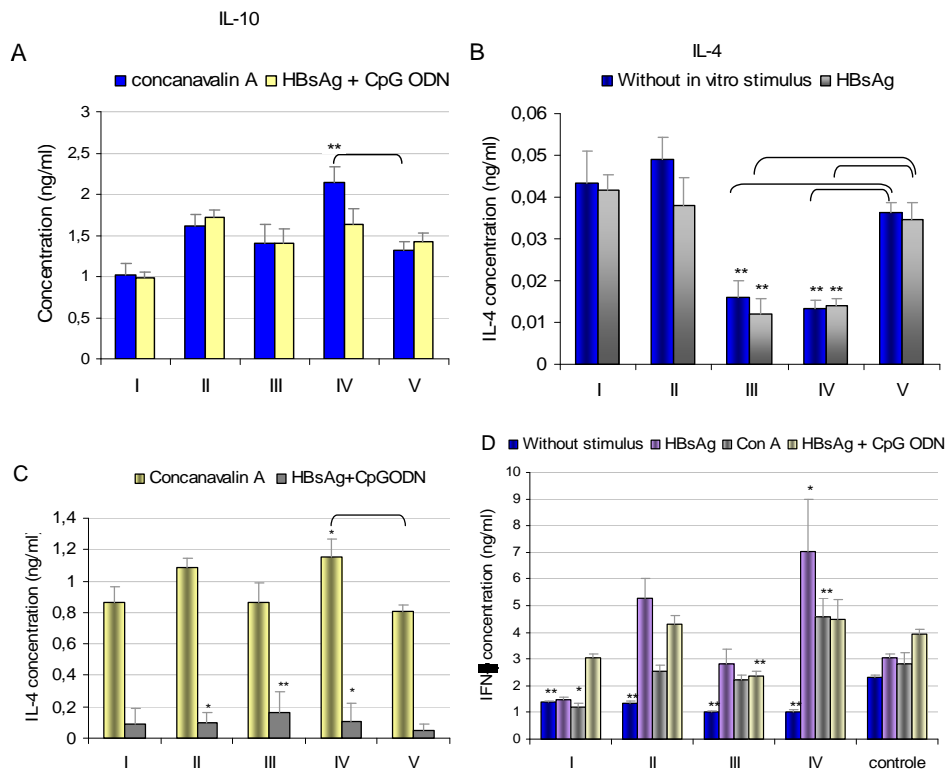 IL-10
A
concanavalin A HBsAg + CpG ODN
Concentration (ng/ml)
3
2,5
2
1,5
1
0,5
0
**
I II III IV V
B
IL-4
Without in vitro stimulus HBsAg
IL-4 concentration (ng/ml)
0,06
0,05
0,04
0,03
0,02
0,01
0
** ** ** **
I II III IV V
C
Concanavalin A HBsAg+CpGODN
IL-4 concentration (ng/ml)
1,4
1,2
1
0,8
0,6
0,4
0,2
0
*
* ** *
I II III IV V
D
Without stimulus HBsAg Con A HBsAg + CpG ODN
IFN concentration (ng/ml)
10
9
8
7
6
5
4
3
2
1
0
*
**
** * ** ** ** **
I II III IV controle